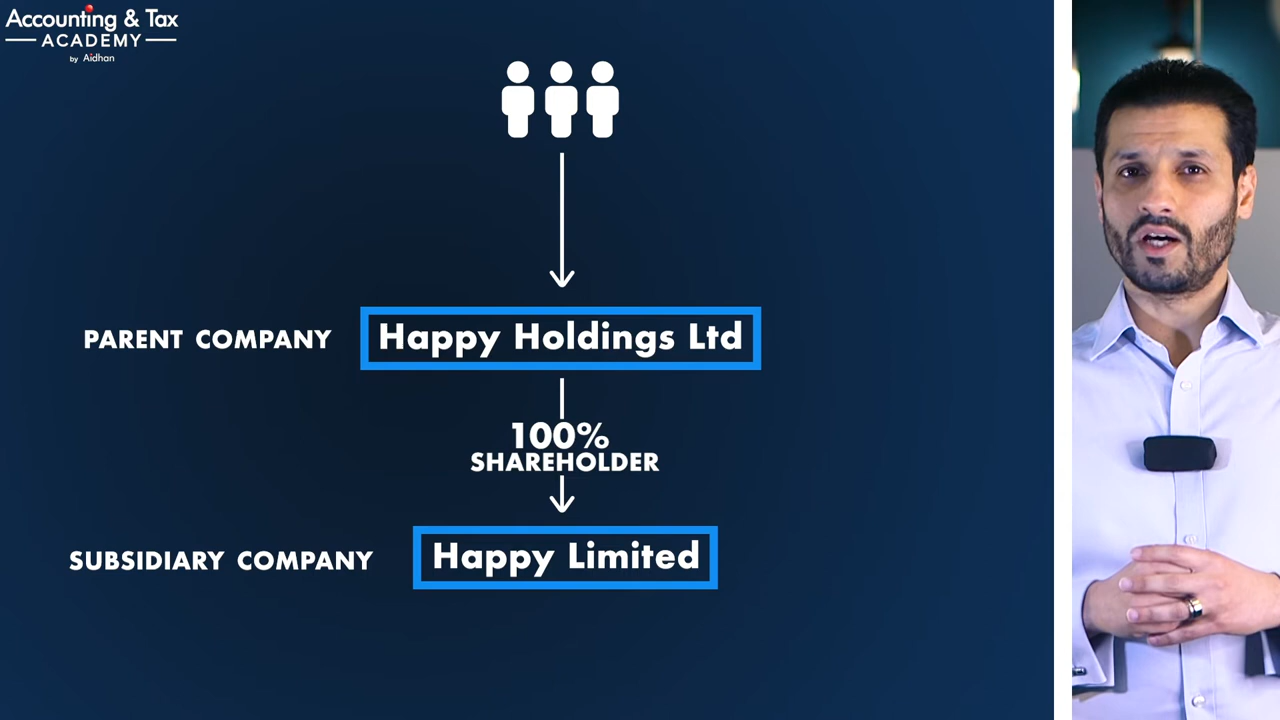 Accounting & Tax
ACADEMY
by Aidhan
PARENT COMPANY
Happy Holdings Ltd
100%
SHAREHOLDER
SUBSIDIARY COMPANY
Happy Limited